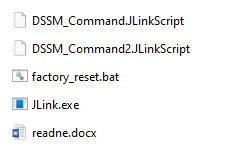 DSSM_Command.JLinkScript
DSSM_Command2.JLinkScript
factory_reset.bat
JLink.exe
readne.docx